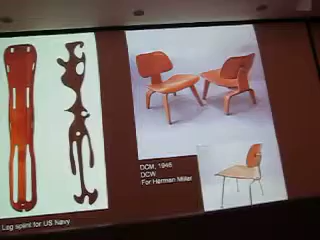 DCM, 1946
DCW
For Herman Miller
Leg splint for US Navy